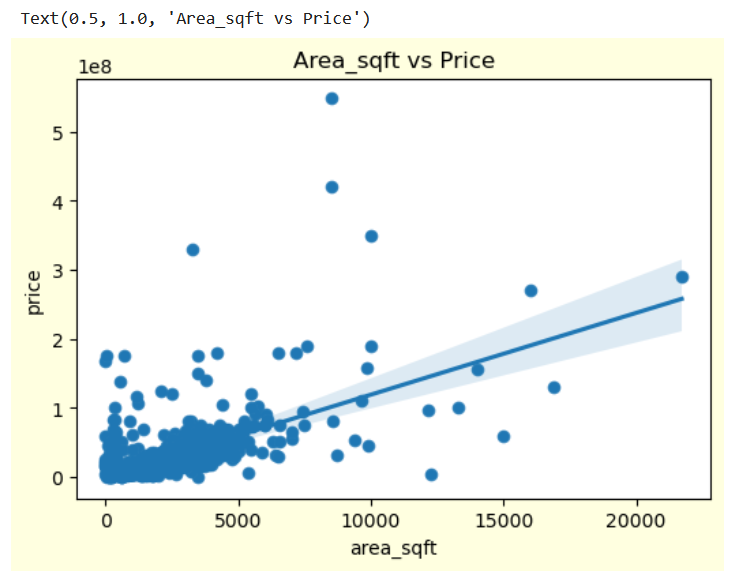 Text(0.5, 1.0, 'Area_sqft vs Price')
Area_sqft vs Price
1e8
5
4
3
2
1
0
price
0 5000 10000 15000 20000
area_sqft